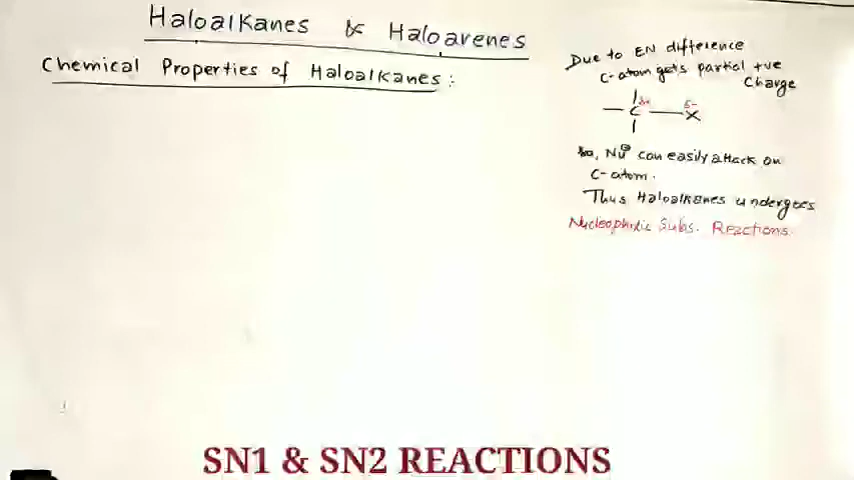 Haloalkanes & Haloarenes
Chemical Properties of Haloalkanes:
Due to EN difference
C-atom gets partial +ve
Charge
δ+ δ-
— C — X
so, Nu⊖ can easily attack on
C-atom.
Thus Haloalkanes undergoes
Nucleophilic Subs. Reactions.
SN1 & SN2 REACTIONS